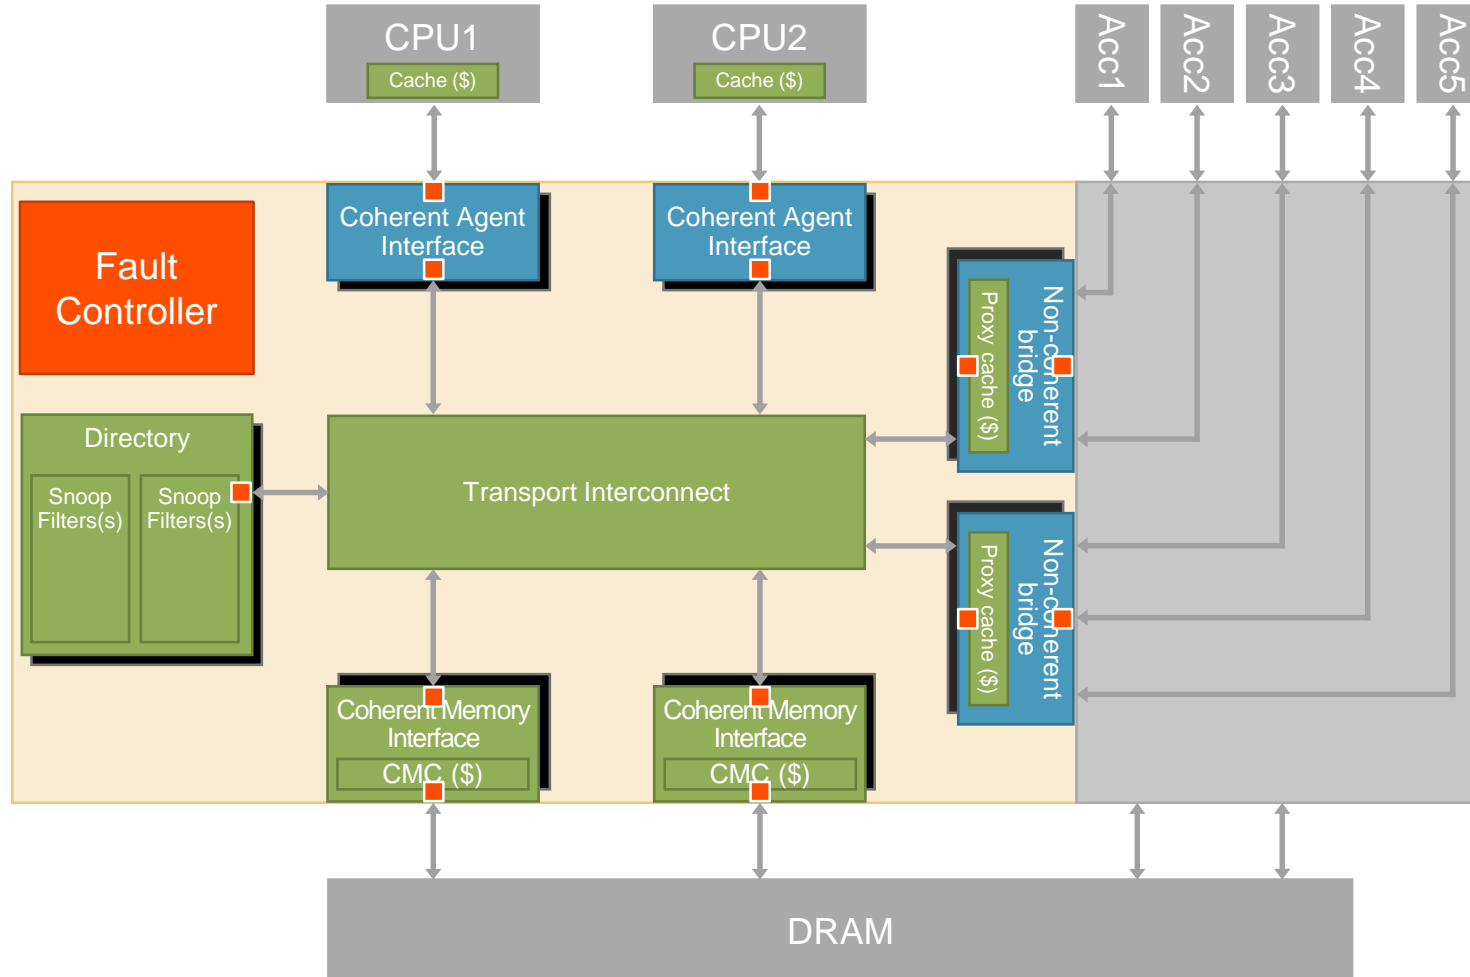 CPU1
Cache ($)
CPU2
Cache ($)
Acc1
Acc2
Acc3
Acc4
Acc5
Fault
Controller
Coherent Agent
Interface
Coherent Agent
Interface
Non-coherent
bridge
Proxy cache ($)
Directory
Snoop
Filters(s)
Snoop
Filters(s)
Transport Interconnect
Non-coherent
bridge
Proxy cache ($)
Coherent Memory
Interface
CMC ($)
Coherent Memory
Interface
CMC ($)
DRAM